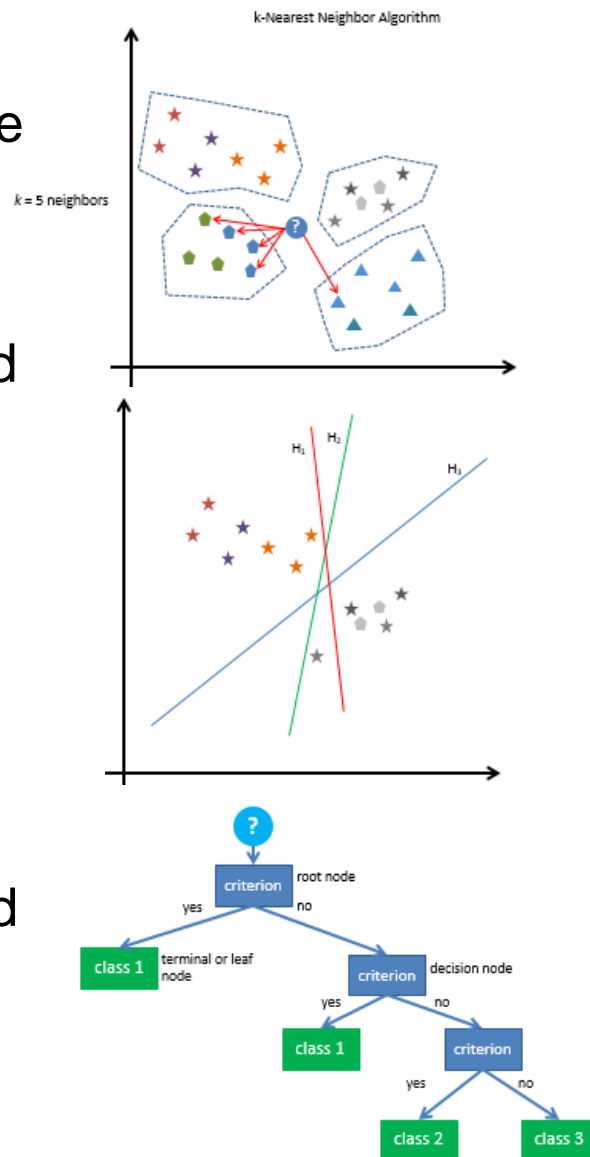 k-Nearest Neighbor Algorithm
e
k = 5 neighbors
?
d
H₁
H₂
H₃
?
criterion
root node
d
yes
no
class 1
terminal or leaf
node
criterion
decision node
yes
no
class 1
criterion
yes
no
class 2
class 3